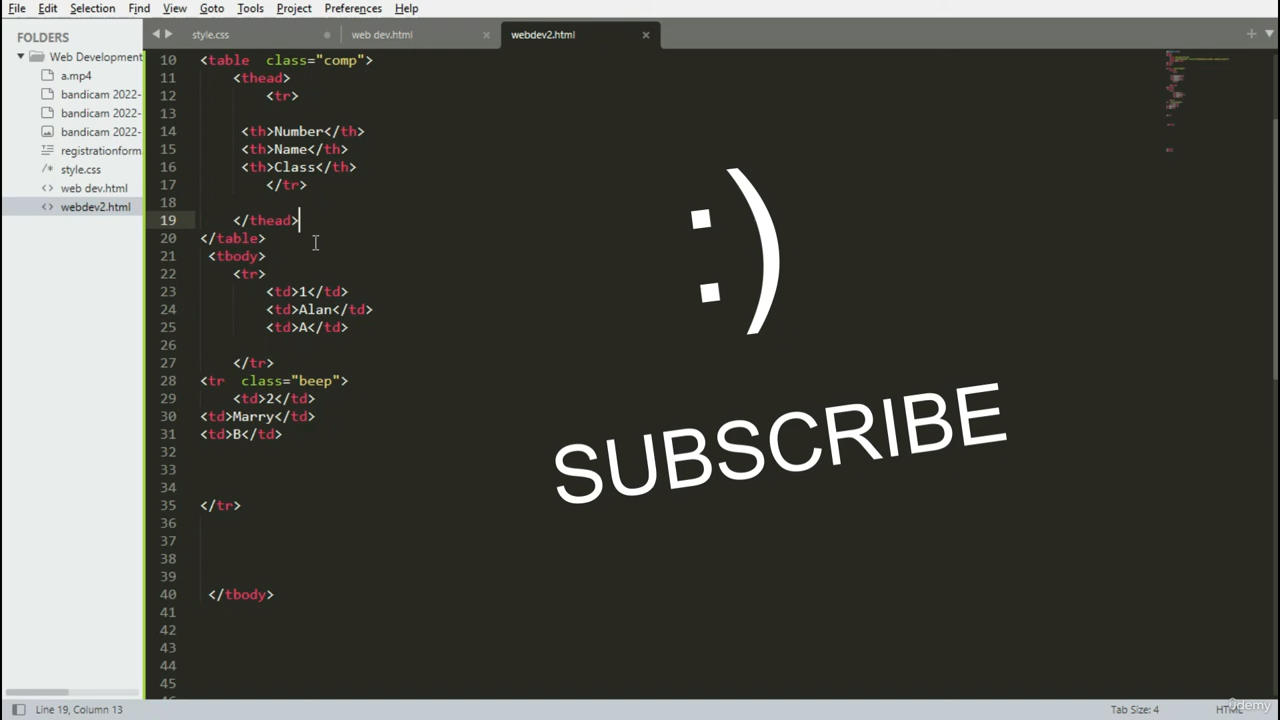 File Edit Selection Find View Goto Tools Project Preferences Help
FOLDERS
Web Development
a.mp4
bandicam 2022-
bandicam 2022-
bandicam 2022-
registrationform
style.css
web dev.html
webdev2.html
style.css
web dev.html
webdev2.html
10 <table class="comp">
11 <thead>
12 <tr>
13
14 <th>Number</th>
15 <th>Name</th>
16 <th>Class</th>
17 </tr>
18
19 </thead>
20 </table>
21 <tbody>
22 <tr>
23 <td>1</td>
24 <td>Alan</td>
25 <td>A</td>
26
27 </tr>
28 <tr class="beep">
29 <td>2</td>
30 <td>Marry</td>
31 <td>B</td>
32
33
34
35 </tr>
36
37
38
39
40 </tbody>
41
42
43
44
45
:)
SUBSCRIBE
Line 19, Column 13
Tab Size: 4
HTML
ûdemy